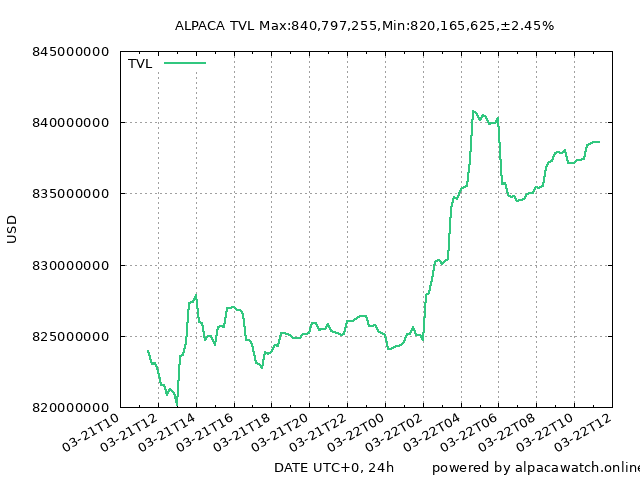 ALPACA TVL Max:840,797,255,Min:820,165,625,±2.45%
845000000
TVL
840000000
835000000
USD
830000000
825000000
820000000
03-21T10
03-21T12
03-21T14
03-21T16
03-21T18
03-21T20
03-21T22
03-22T00
03-22T02
03-22T04
03-22T06
03-22T08
03-22T10
03-22T12
DATE UTC+0, 24h
powered by alpacawatch.online